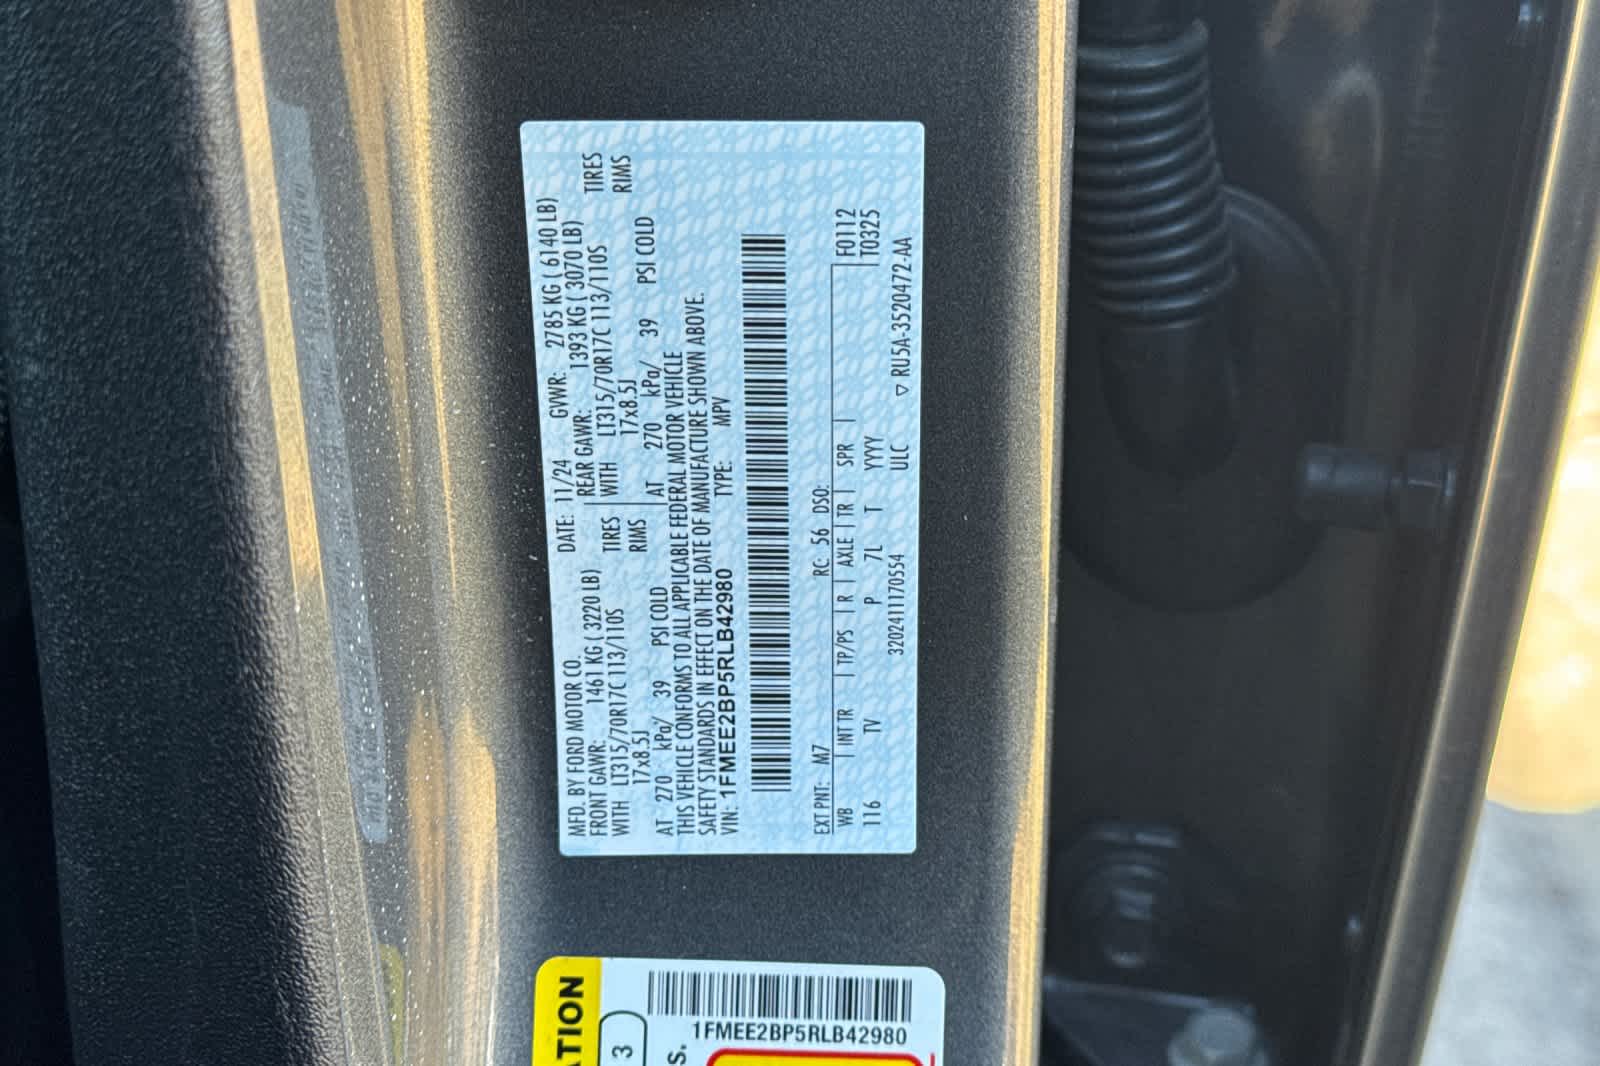 MFD. BY FORD MOTOR CO. DATE: 11/24 GVWR: 2785 KG ( 6140 LB)
FRONT GAWR: 1461 KG ( 3220 LB) REAR GAWR: 1393 KG ( 3070 LB)
WITH LT315/70R17C 113/110S TIRES WITH LT315/70R17C 113/110S TIRES
17x8.5J RIMS 17x8.5J RIMS
AT 270 kPa/ 39 PSI COLD AT 270 kPa/ 39 PSI COLD
THIS VEHICLE CONFORMS TO ALL APPLICABLE FEDERAL MOTOR VEHICLE
SAFETY STANDARDS IN EFFECT ON THE DATE OF MANUFACTURE SHOWN ABOVE.
VIN: 1FMEE2BP5RLB42980 TYPE: MPV
EXT PNT: M7 RC: 56 DSO:
WB INT TR TP/PS R AXLE TR SPR F0112
116 TV P 7L T YYYY T0325
320241170554 ULC ▽ RU5A-3520472-AA
ATION
3
S.
1FMEE2BP5RLB42980